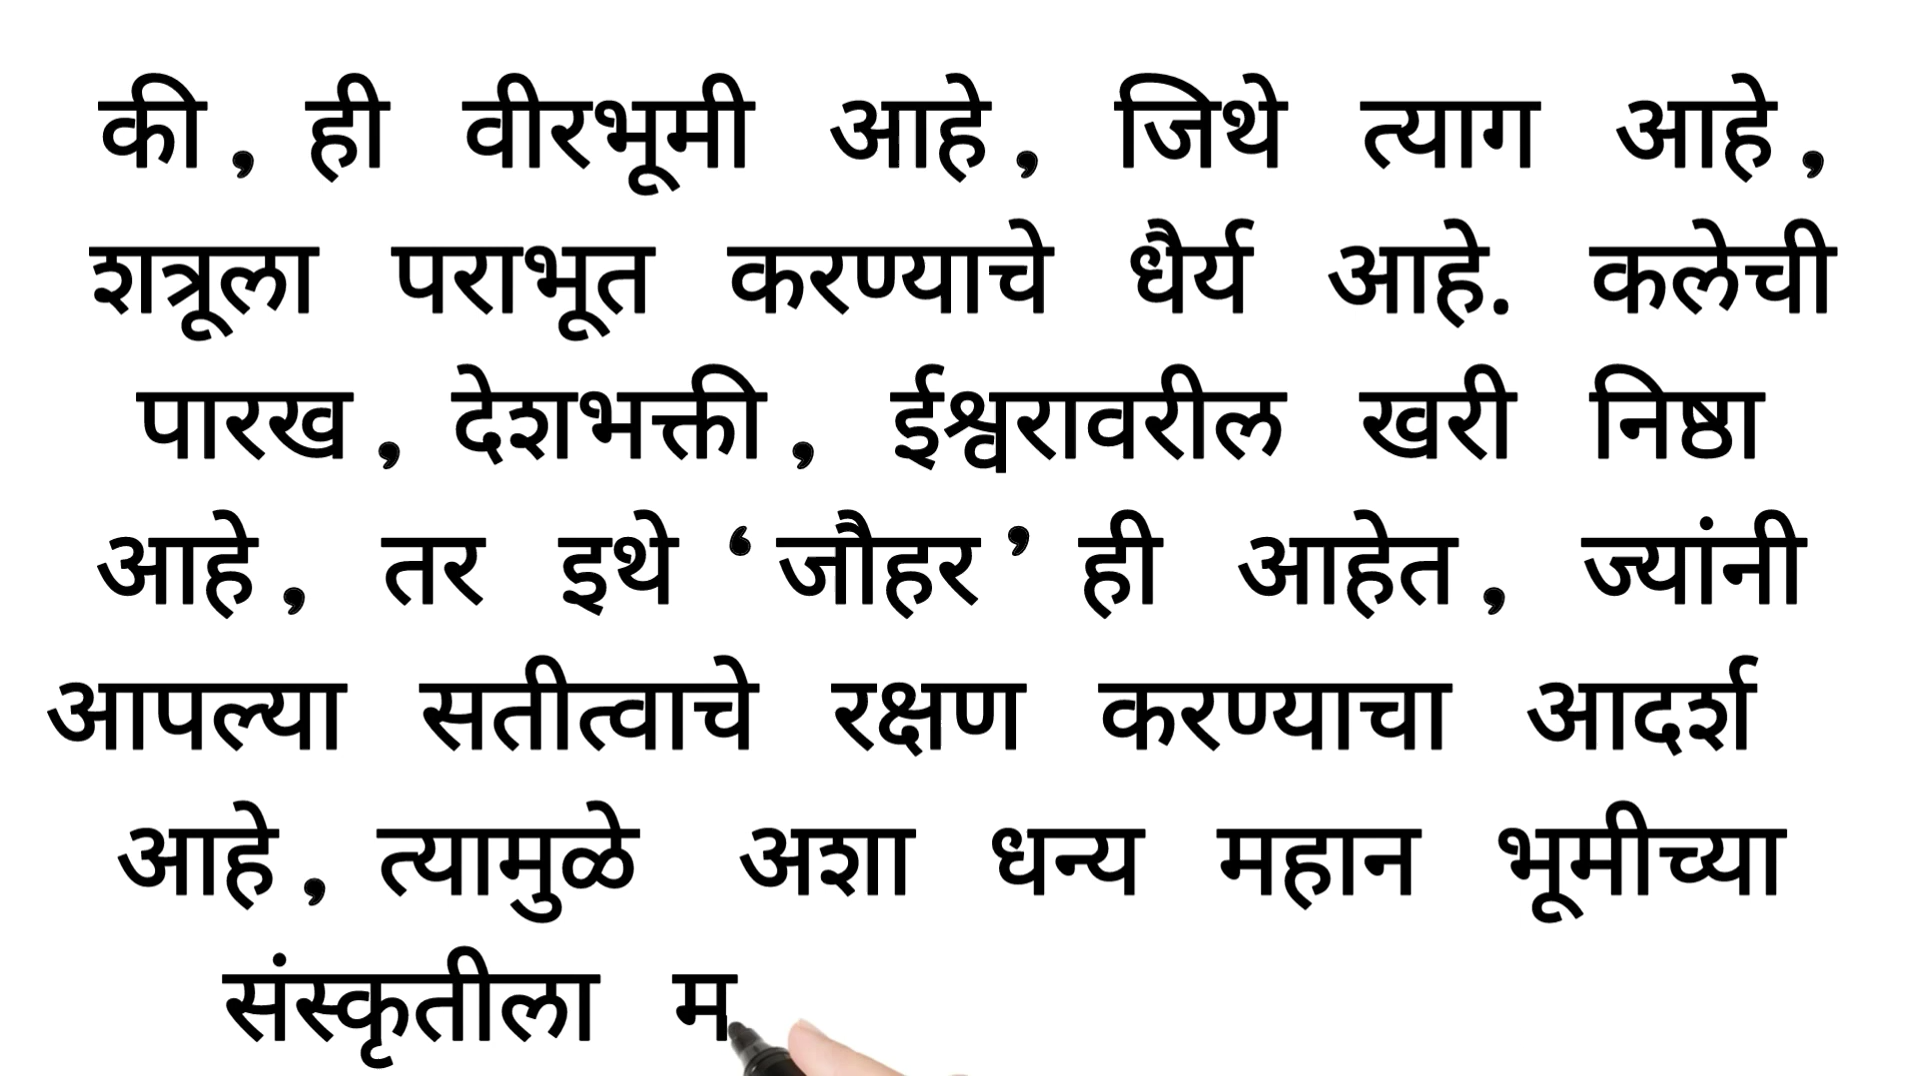 की, ही वीरभूमी आहे, जिथे त्याग आहे,
शत्रूला पराभूत करण्याचे धैर्य आहे. कलेची
पारख, देशभक्ती, ईश्वरावरील खरी निष्ठा
आहे, तर इथे ‘जौहर’ ही आहेत, ज्यांनी
आपल्या सतीत्वाचे रक्षण करण्याचा आदर्श
आहे, त्यामुळे अशा धन्य महान भूमीच्या
संस्कृतीला म